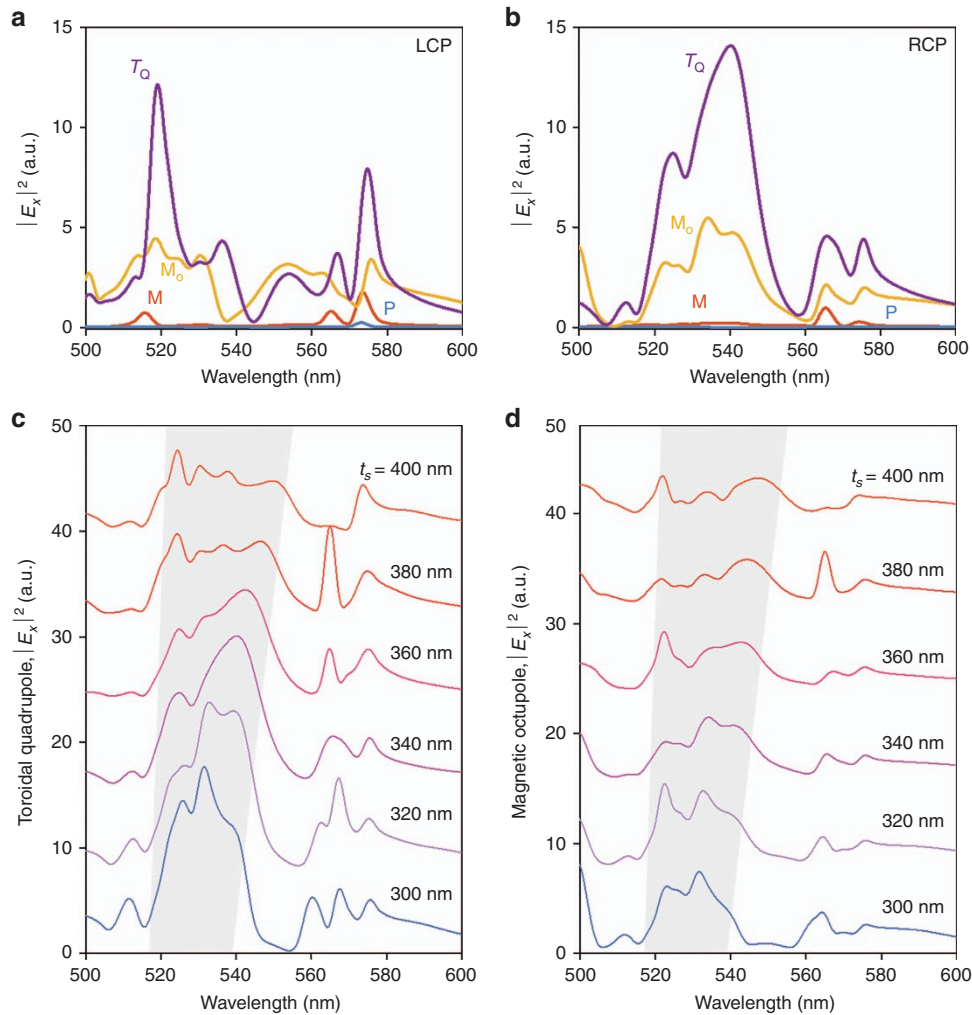 a
15
LCP
T_Q
10
|E_x|² (a.u.)
5
M_o
M
P
0
500 520 540 560 580 600
Wavelength (nm)
b
15
RCP
T_Q
10
|E_x|² (a.u.)
5
M_o
M
P
0
500 520 540 560 580 600
Wavelength (nm)
c
50
t_s = 400 nm
40
380 nm
Toroidal quadrupole, |E_x|² (a.u.)
30
360 nm
20
340 nm
320 nm
10
300 nm
0
500 520 540 560 580 600
Wavelength (nm)
d
50
t_s = 400 nm
40
380 nm
Magnetic octupole, |E_x|² (a.u.)
30
360 nm
20
340 nm
320 nm
10
300 nm
0
500 520 540 560 580 600
Wavelength (nm)